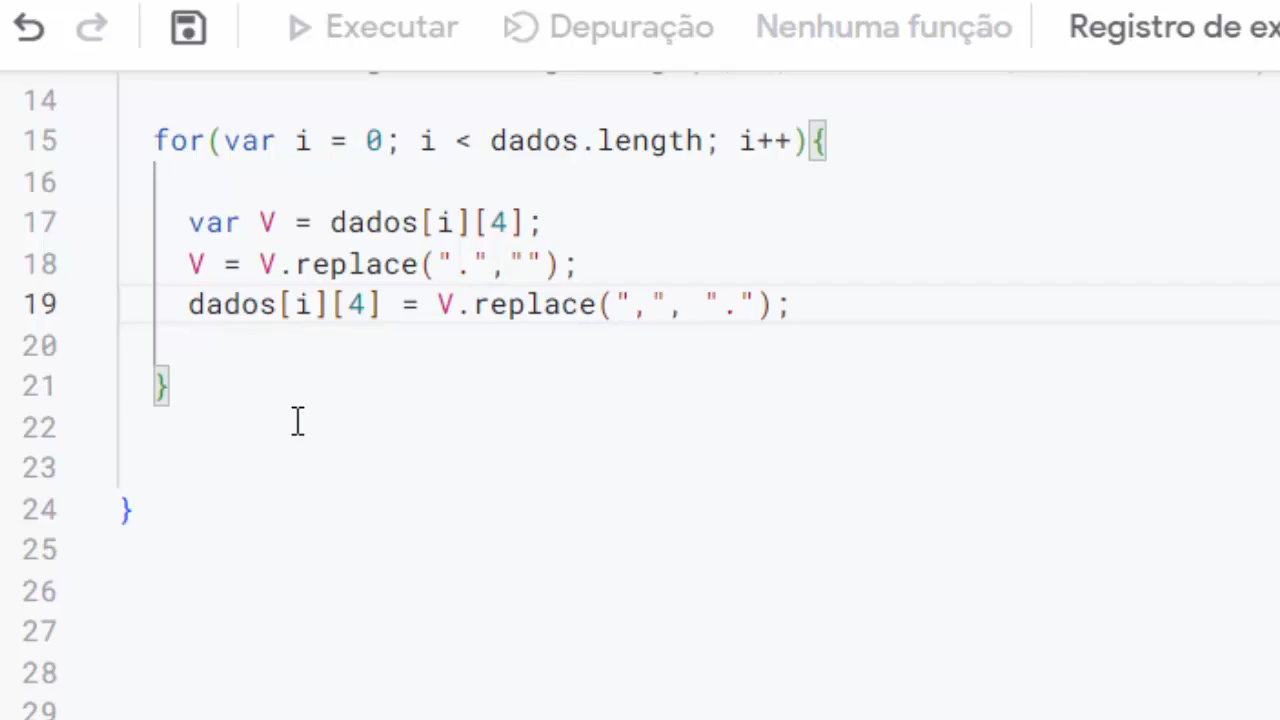 Executar Depuração Nenhuma função Registro de ex
14
15 for(var i = 0; i < dados.length; i++){
16
17 var V = dados[i][4];
18 V = V.replace(".","");
19 dados[i][4] = V.replace(",", ".");
20
21 }
22
23
24 }
25
26
27
28
29